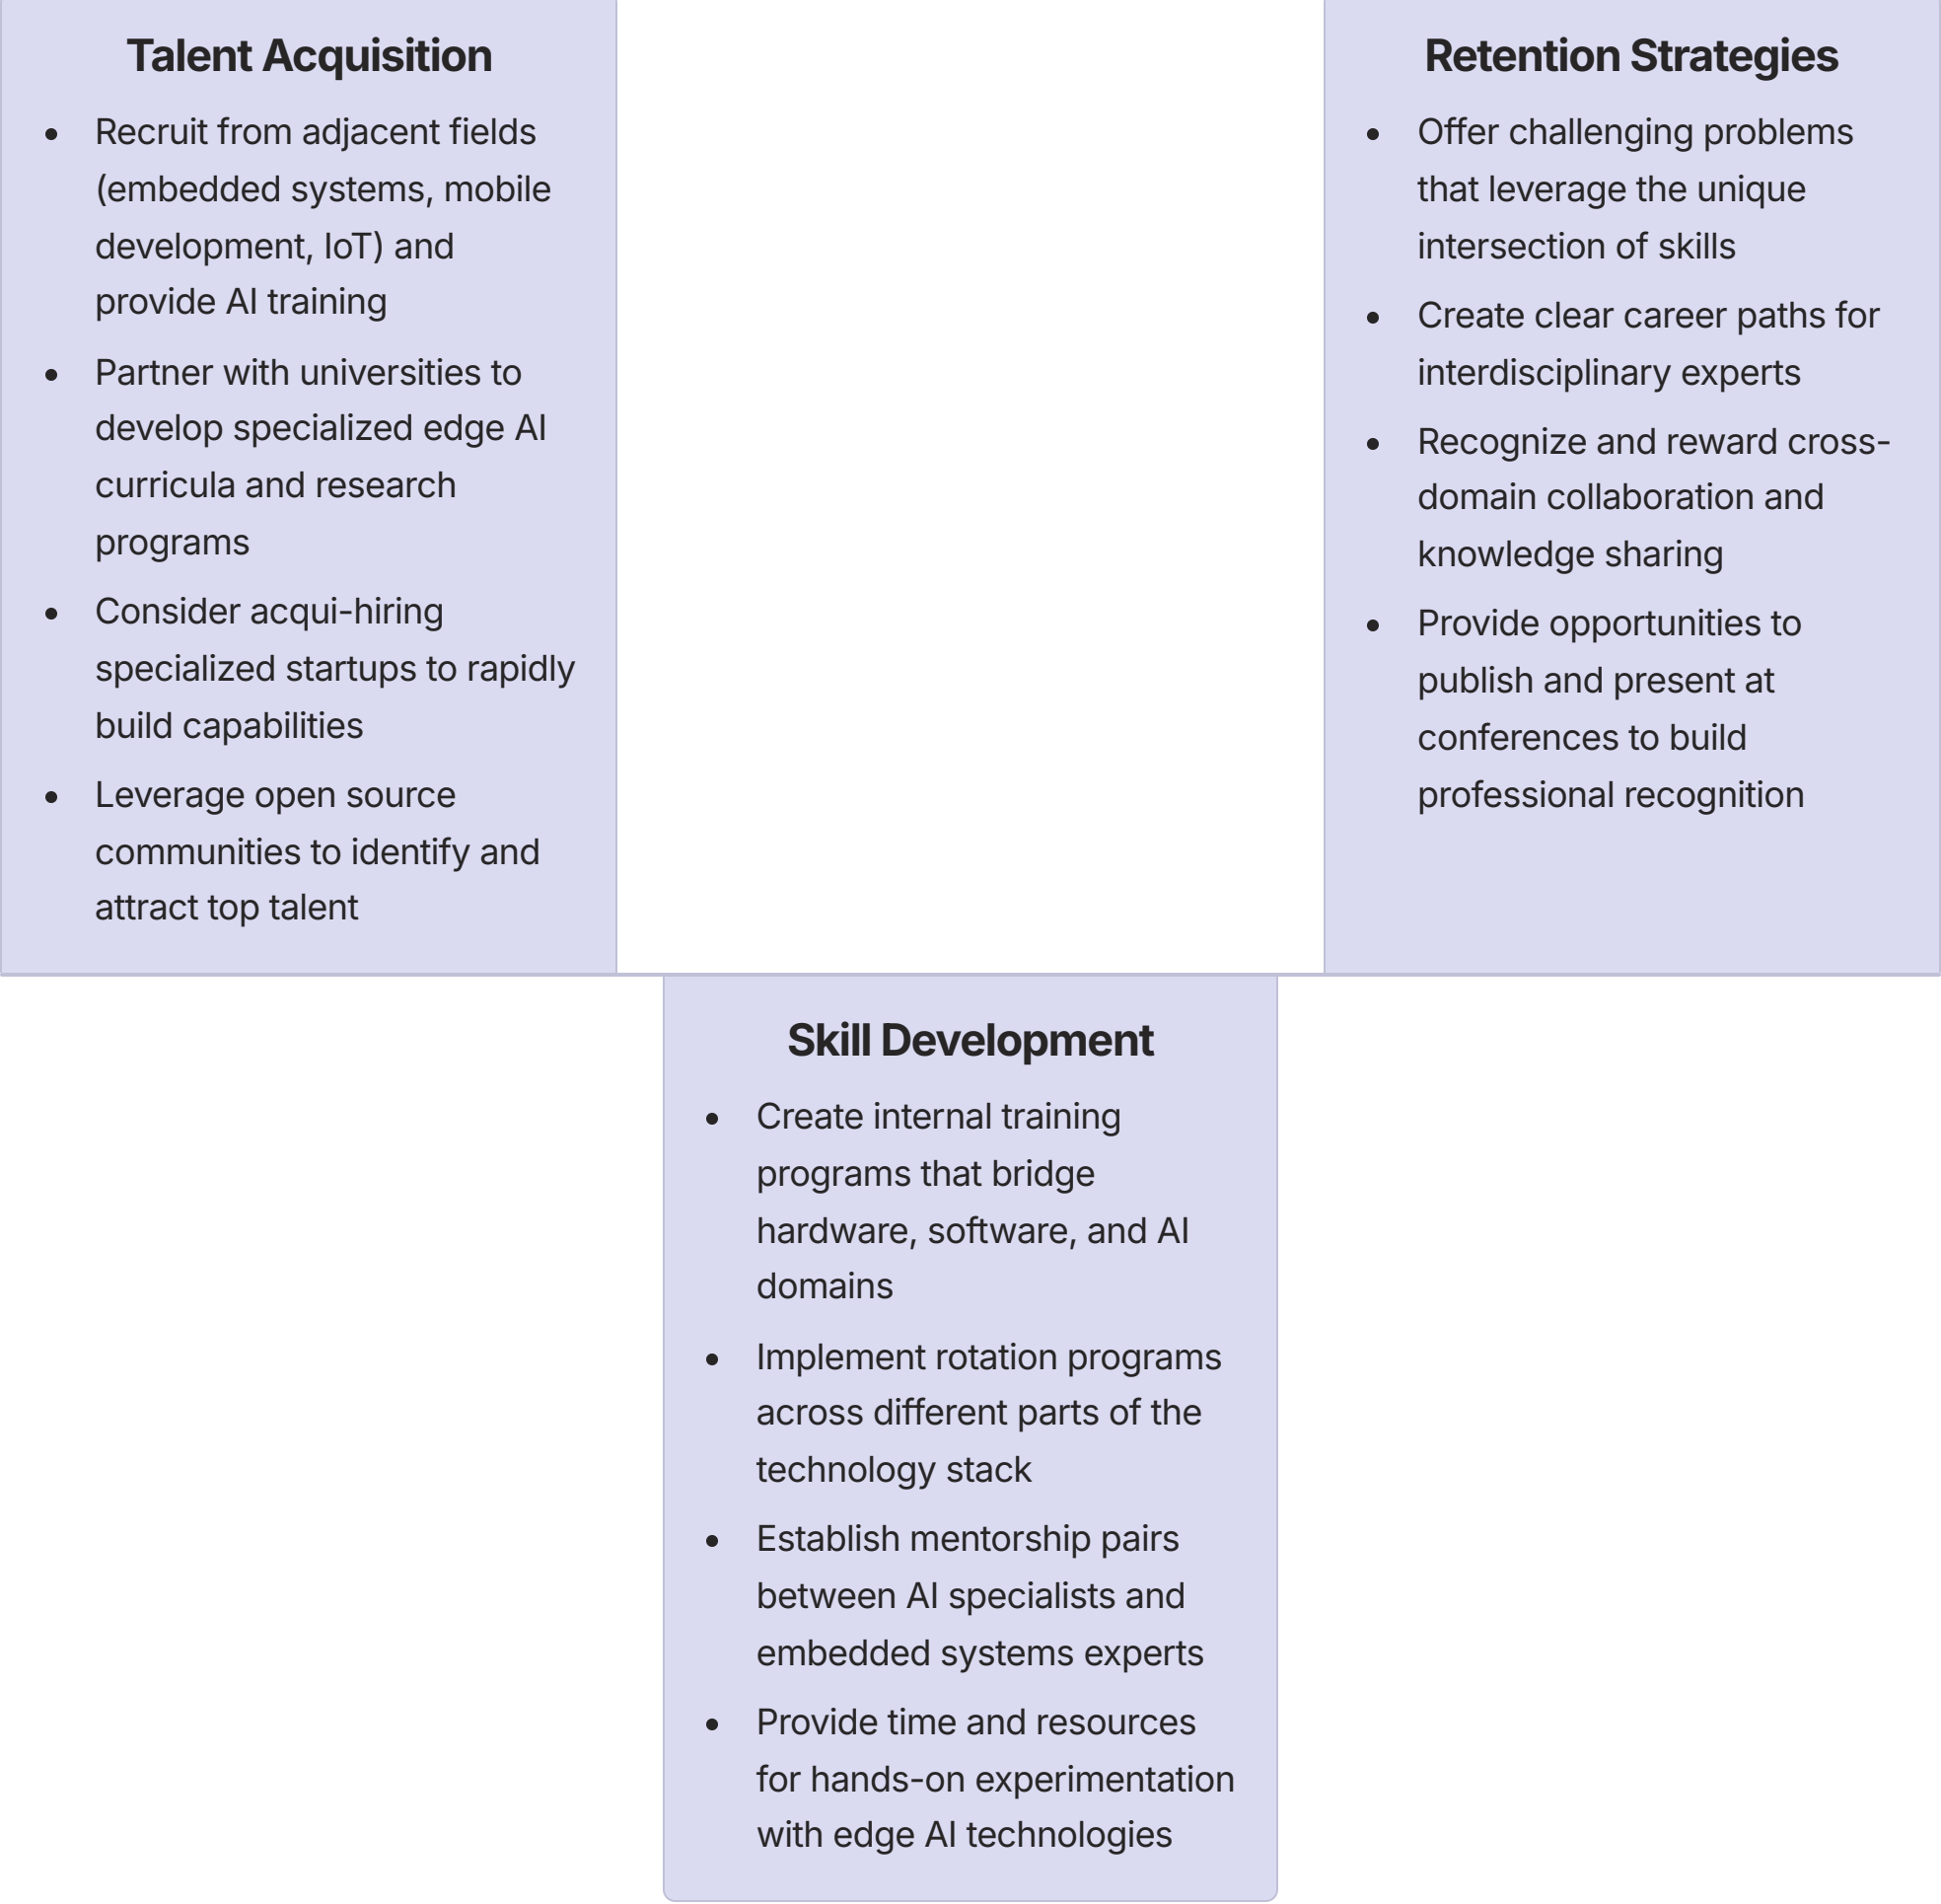 Talent Acquisition
• Recruit from adjacent fields
(embedded systems, mobile
development, IoT) and
provide AI training
• Partner with universities to
develop specialized edge AI
curricula and research
programs
• Consider acqui-hiring
specialized startups to rapidly
build capabilities
• Leverage open source
communities to identify and
attract top talent
Skill Development
• Create internal training
programs that bridge
hardware, software, and AI
domains
• Implement rotation programs
across different parts of the
technology stack
• Establish mentorship pairs
between AI specialists and
embedded systems experts
• Provide time and resources
for hands-on experimentation
with edge AI technologies
Retention Strategies
• Offer challenging problems
that leverage the unique
intersection of skills
• Create clear career paths for
interdisciplinary experts
• Recognize and reward cross-
domain collaboration and
knowledge sharing
• Provide opportunities to
publish and present at
conferences to build
professional recognition